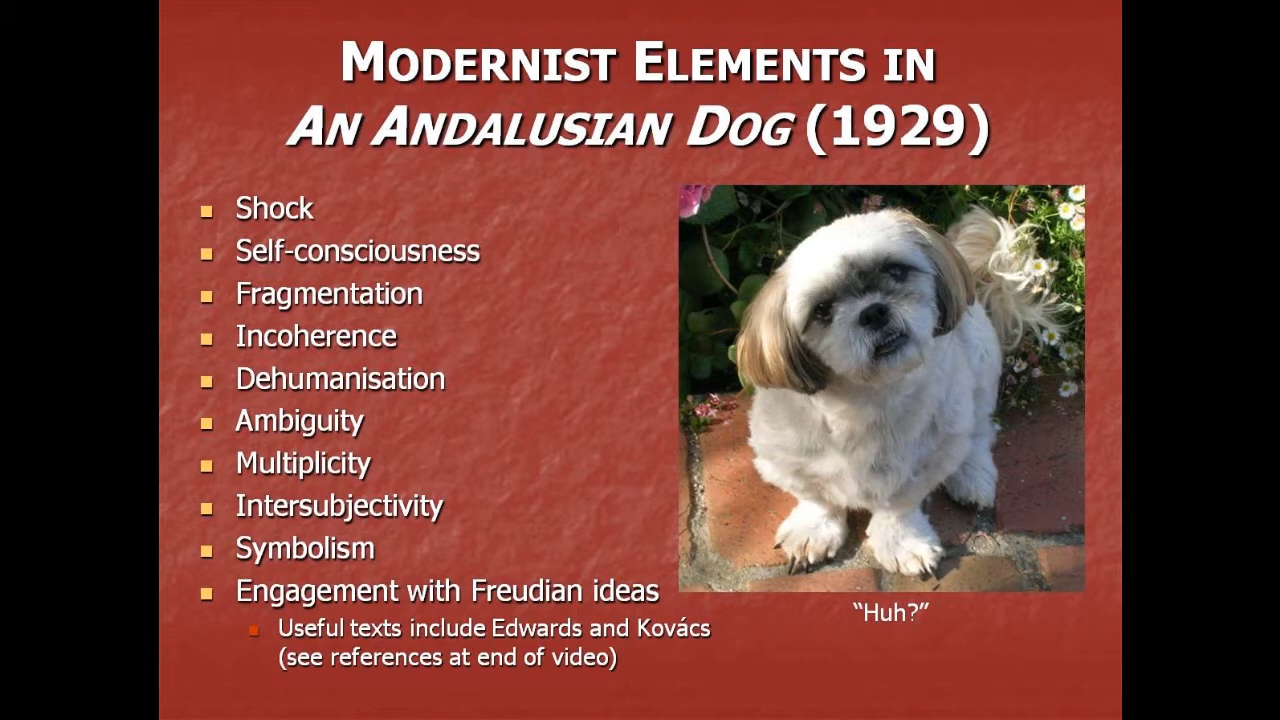 MODERNIST ELEMENTS IN
AN ANDALUSIAN DOG (1929)
Shock
Self-consciousness
Fragmentation
Incoherence
Dehumanisation
Ambiguity
Multiplicity
Intersubjectivity
Symbolism
Engagement with Freudian ideas
Useful texts include Edwards and Kovács
(see references at end of video)
“Huh?”